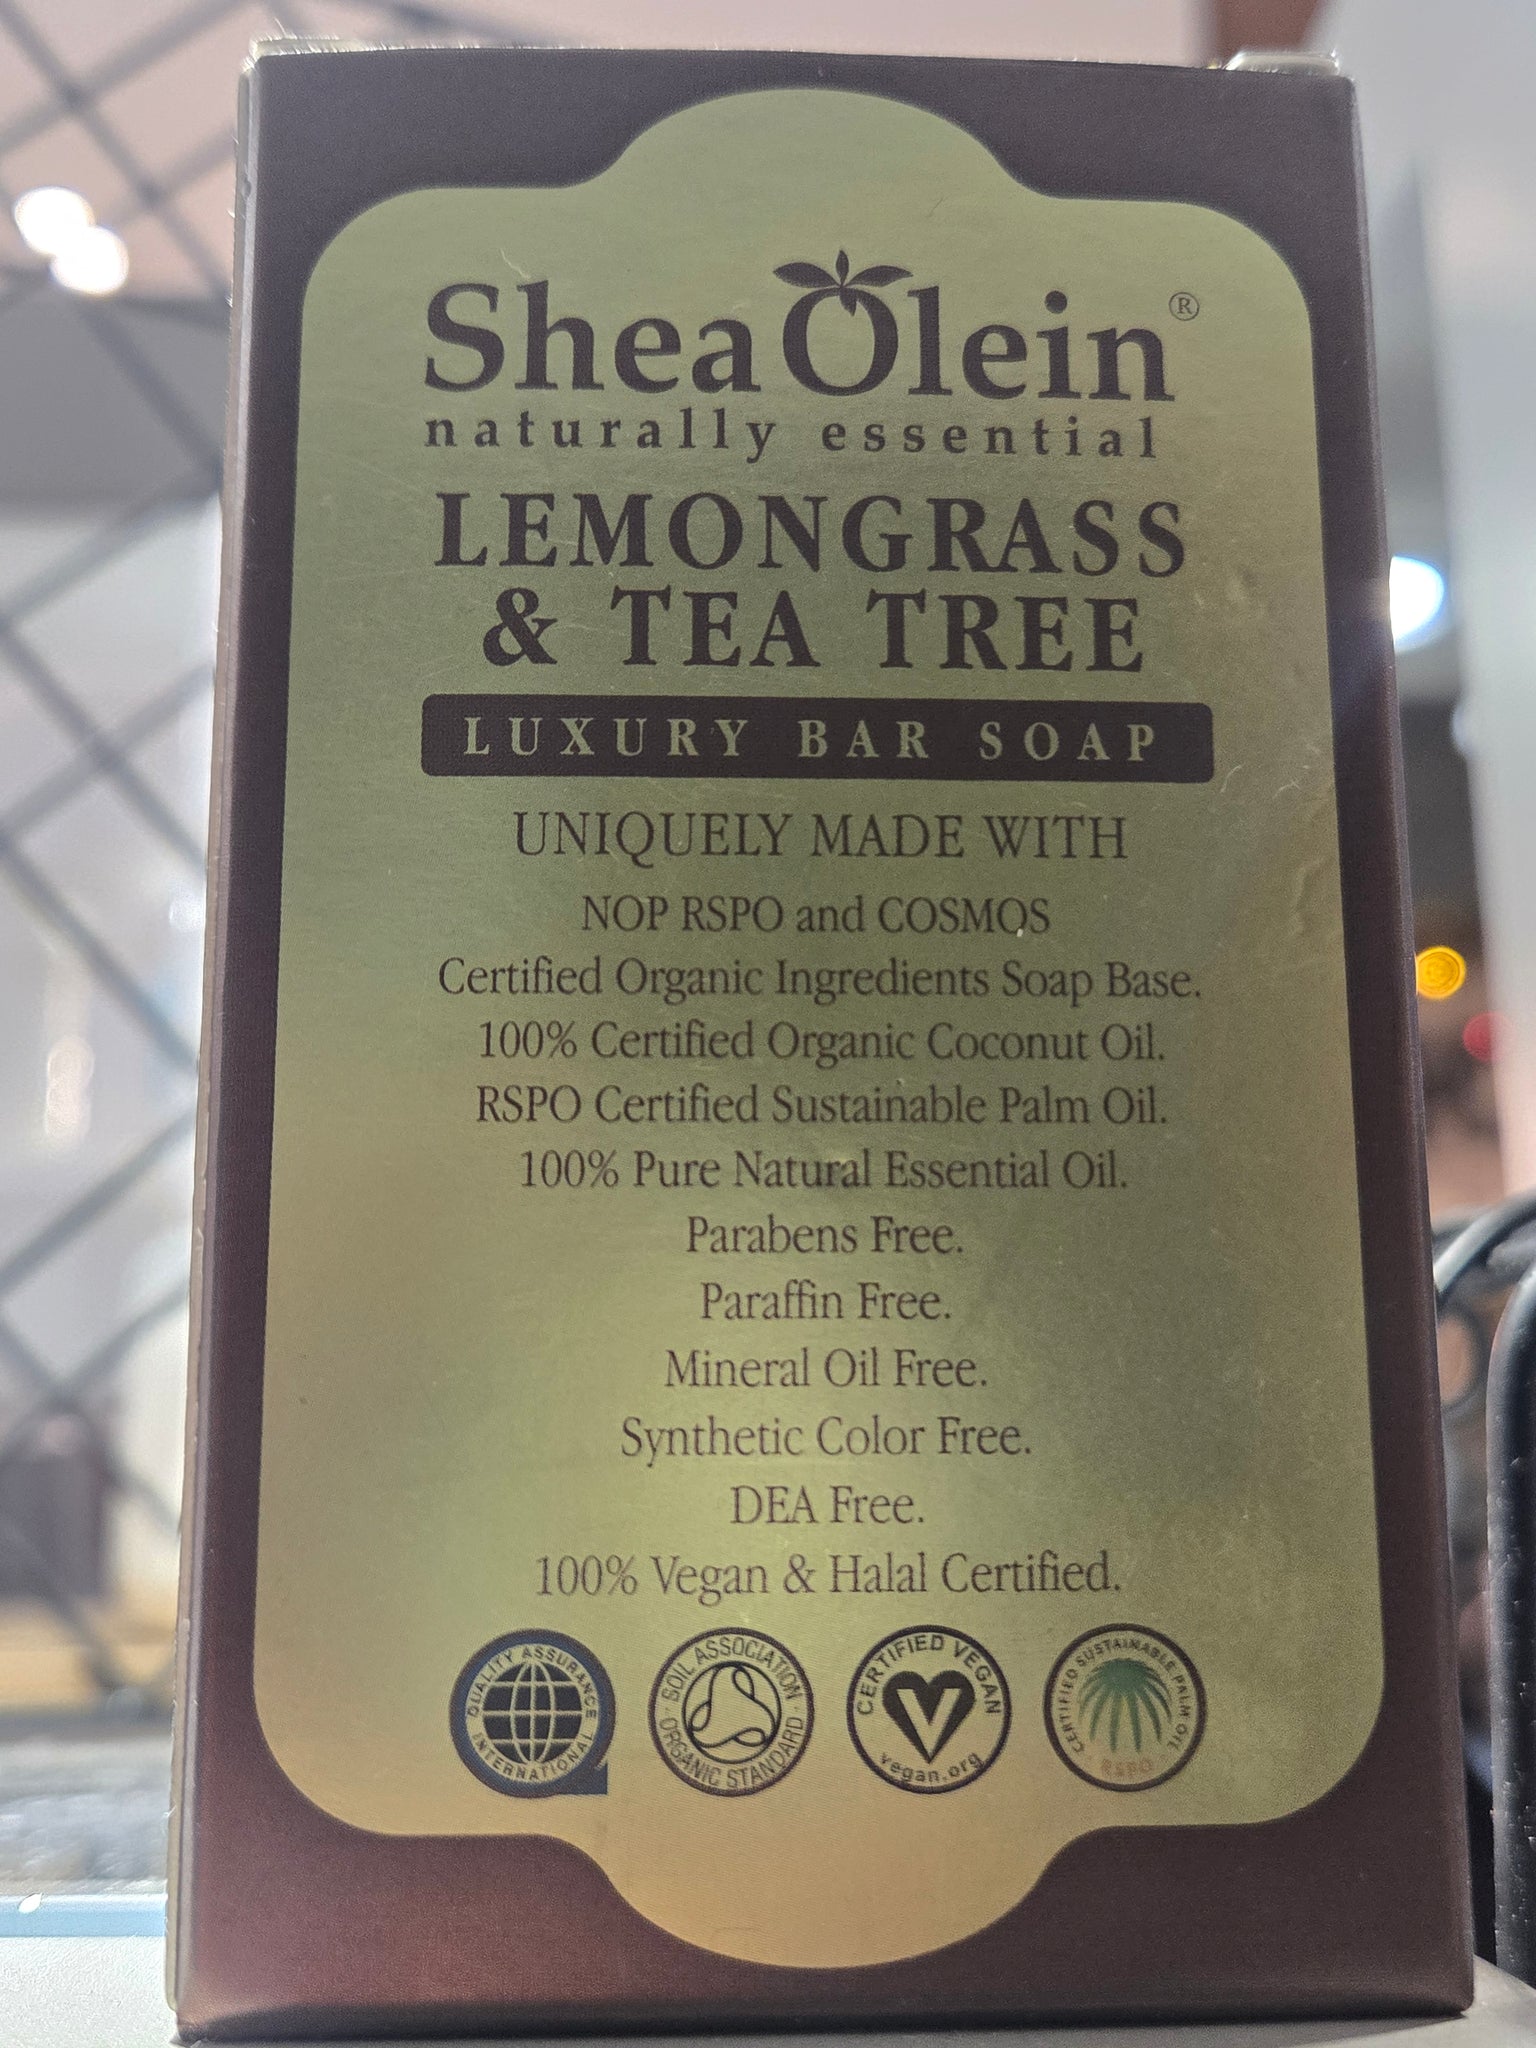 SheaOlein®
naturally essential
LEMONGRASS
& TEA TREE
LUXURY BAR SOAP
UNIQUELY MADE WITH
NOP RSPO and COSMOS
Certified Organic Ingredients Soap Base.
100% Certified Organic Coconut Oil.
RSPO Certified Sustainable Palm Oil.
100% Pure Natural Essential Oil.
Parabens Free.
Paraffin Free.
Mineral Oil Free.
Synthetic Color Free.
DEA Free.
100% Vegan & Halal Certified.
QUALITY ASSURANCE
INTERNATIONAL
SOIL ASSOCIATION
ORGANIC STANDARD
CERTIFIED VEGAN
V
vegan.org
CERTIFIED SUSTAINABLE PALM OIL
RSPO